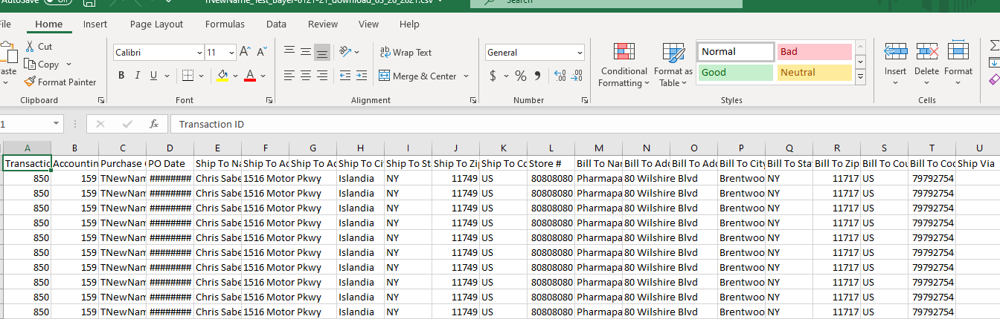 AutoSave Off TNewName_Test_Bayer-0121-21_download_03_26_2021.csv Search
File Home Insert Page Layout Formulas Data Review View Help
Cut Calibri 11 Wrap Text General Normal Bad
Copy Conditional Formatting Format as Table Insert Delete Format
Format Painter B I U Merge & Center $ % Good Neutral
Clipboard Font Alignment Number Styles Cells
1 fx Transaction ID
A B C D E F G H I J K L M N O P Q R S T U
Transactio Accountin Purchase PO Date Ship To Na Ship To Ad Ship To Ad Ship To Cit Ship To Sta Ship To Zip Ship To Co Store # Bill To Nam Bill To Add Bill To Add Bill To City Bill To Stat Bill To Zip Bill To Cou Bill To Cod Ship Via
850 159 TNewNam ######## Chris Sabe 1516 Motor Pkwy Islandia NY 11749 US 80808080 Pharmapa 80 Wilshire Blvd Brentwoo NY 11717 US 79792754
850 159 TNewNam ######## Chris Sabe 1516 Motor Pkwy Islandia NY 11749 US 80808080 Pharmapa 80 Wilshire Blvd Brentwoo NY 11717 US 79792754
850 159 TNewNam ######## Chris Sabe 1516 Motor Pkwy Islandia NY 11749 US 80808080 Pharmapa 80 Wilshire Blvd Brentwoo NY 11717 US 79792754
850 159 TNewNam ######## Chris Sabe 1516 Motor Pkwy Islandia NY 11749 US 80808080 Pharmapa 80 Wilshire Blvd Brentwoo NY 11717 US 79792754
850 159 TNewNam ######## Chris Sabe 1516 Motor Pkwy Islandia NY 11749 US 80808080 Pharmapa 80 Wilshire Blvd Brentwoo NY 11717 US 79792754
850 159 TNewNam ######## Chris Sabe 1516 Motor Pkwy Islandia NY 11749 US 80808080 Pharmapa 80 Wilshire Blvd Brentwoo NY 11717 US 79792754
850 159 TNewNam ######## Chris Sabe 1516 Motor Pkwy Islandia NY 11749 US 80808080 Pharmapa 80 Wilshire Blvd Brentwoo NY 11717 US 79792754
850 159 TNewNam ######## Chris Sabe 1516 Motor Pkwy Islandia NY 11749 US 80808080 Pharmapa 80 Wilshire Blvd Brentwoo NY 11717 US 79792754
850 159 TNewNam ######## Chris Sabe 1516 Motor Pkwy Islandia NY 11749 US 80808080 Pharmapa 80 Wilshire Blvd Brentwoo NY 11717 US 79792754
850 159 TNewNam ######## Chris Sabe 1516 Motor Pkwy Islandia NY 11749 US 80808080 Pharmapa 80 Wilshire Blvd Brentwoo NY 11717 US 79792754